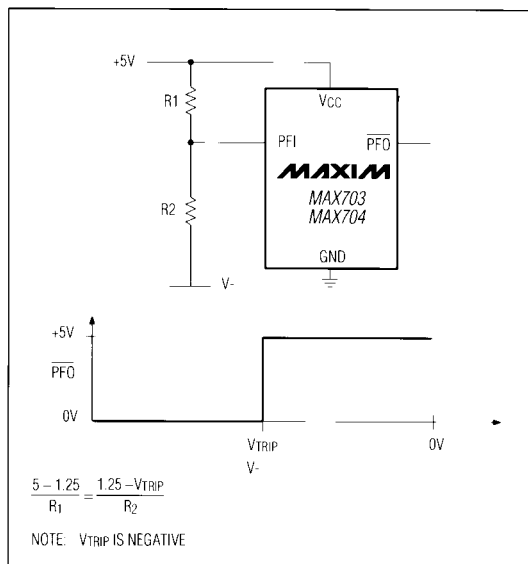 +5V
R1
VCC
PFI
PFO
MAXIM
MAX703
MAX704
R2
GND
V-
+5V
PFO
0V
VTRIP
0V
V-
5 - 1.25 / R1 = 1.25 - VTRIP / R2
NOTE: VTRIP IS NEGATIVE